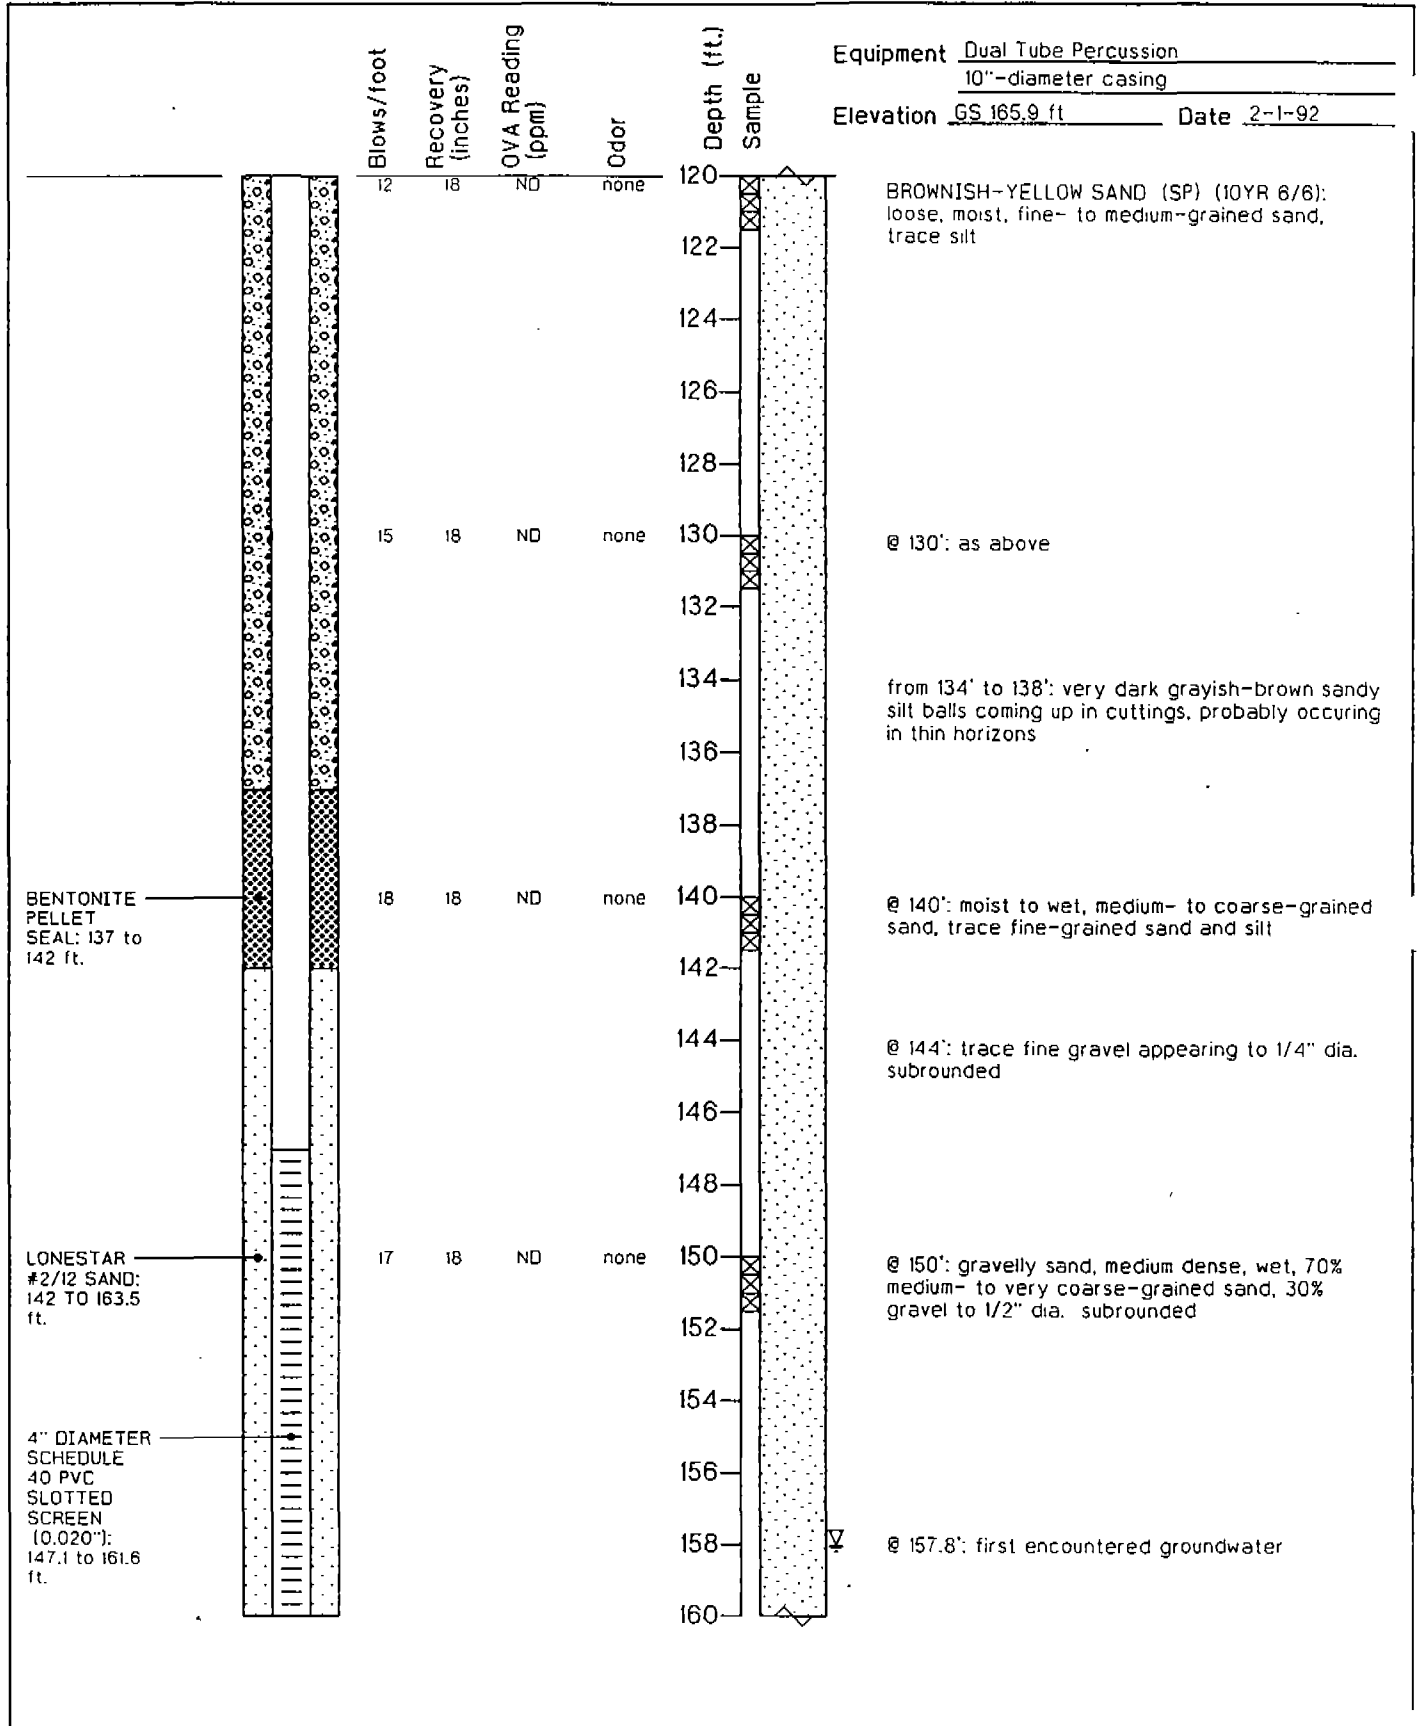 Equipment Dual Tube Percussion
10"-diameter casing
Elevation GS 165.9 ft Date 2-1-92
Blows/foot
Recovery (inches)
OVA Reading (ppm)
Odor
Depth (ft.)
Sample
12 18 ND none 120
BROWNISH-YELLOW SAND (SP) (10YR 6/6):
loose, moist, fine- to medium-grained sand,
trace silt
122
124
126
128
15 18 ND none 130
@ 130': as above
132
134
from 134' to 138': very dark grayish-brown sandy
silt balls coming up in cuttings, probably occuring
in thin horizons
136
138
BENTONITE
PELLET
SEAL: 137 to
142 ft.
18 18 ND none 140
@ 140': moist to wet, medium- to coarse-grained
sand, trace fine-grained sand and silt
142
144
@ 144': trace fine gravel appearing to 1/4" dia.
subrounded
146
148
LONESTAR
#2/12 SAND:
142 TO 163.5
ft.
17 18 ND none 150
@ 150': gravelly sand, medium dense, wet, 70%
medium- to very coarse-grained sand, 30%
gravel to 1/2" dia. subrounded
152
154
4" DIAMETER
SCHEDULE
40 PVC
SLOTTED
SCREEN
(0.020"):
147.1 to 161.6
ft.
156
158
@ 157.8': first encountered groundwater
160